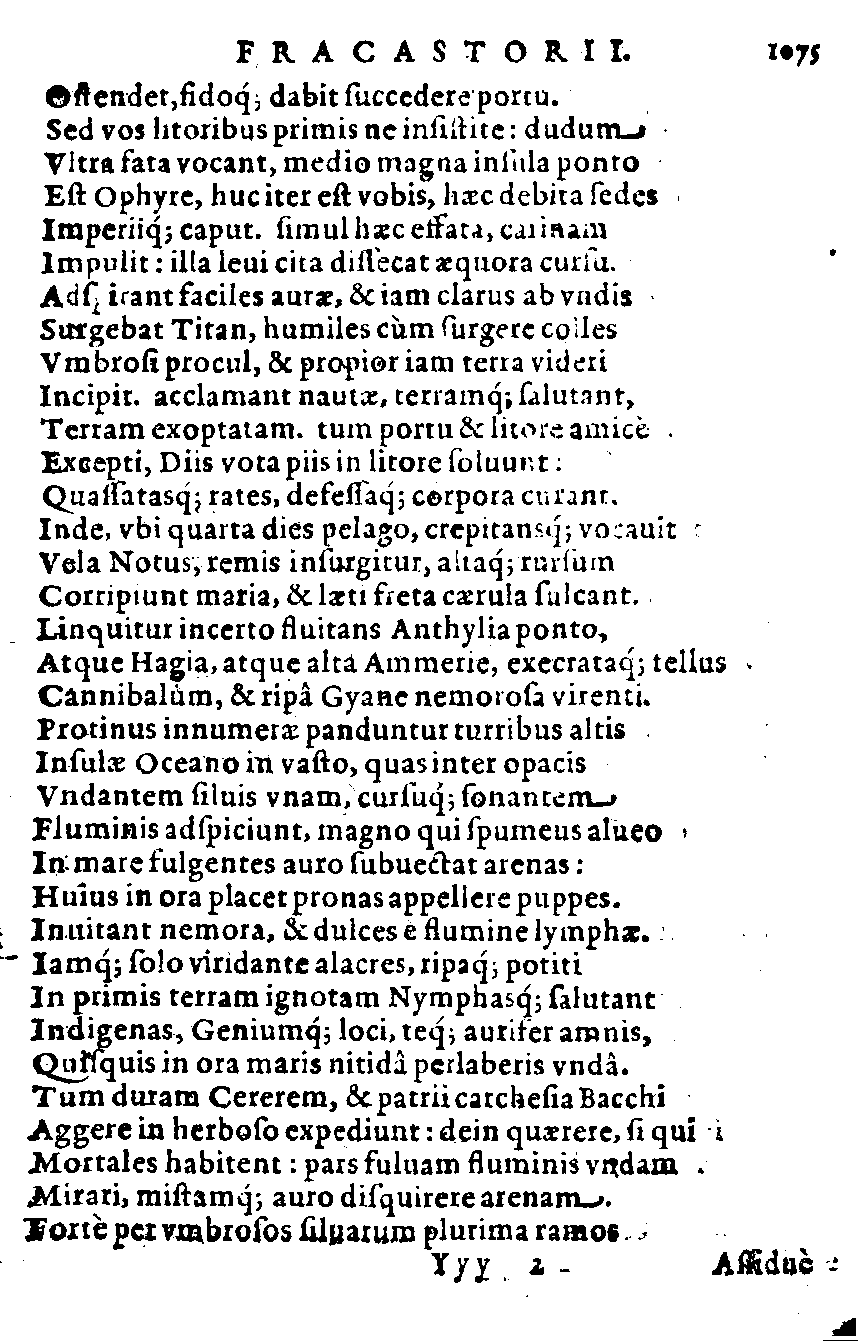 FRACASTORII. 1075
Oſtendet, fidoq́; dabit ſuccedere portu.
Sed vos litoribus primis ne inſiſtite: dudum
Vltra fata vocant, medio magna inſula ponto
Eſt Ophyre, huc iter eſt vobis, hæc debita ſedes
Imperiiq́; caput. ſimul hæc effata, carinam
Impulit: illa leui cita diſſecat æquora curſu.
Adſpirant faciles auræ, & iam clarus ab vndis
Surgebat Titan, humiles cùm ſurgere colles
Vmbroſi procul, & propior iam terra videri
Incipit. acclamant nautæ, terramq́; ſalutant,
Terram exoptatam. tum portu & litore amicè
Excepti, Diis vota piis in litore ſoluunt:
Quaſſatasq́; rates, defeſſaq́; corpora curant.
Inde, vbi quarta dies pelago, crepitansq́; vocauit
Vela Notus, remis inſurgitur, altaq́; rurſum
Corripiunt maria, & læti freta cærula ſulcant.
Linquitur incerto fluitans Anthylia ponto,
Atque Hagia, atque alta Ammerie, execrataq́; tellus
Cannibalûm, & ripâ Gyane nemoroſa virenti.
Protinus innumeræ panduntur turribus altis
Inſulæ Oceano in vaſto, quas inter opacis
Vndantem ſiluis vnam, curſuq́; ſonantem
Fluminis adſpiciunt, magno qui ſpumeus alueo
In mare fulgentes auro ſubuectat arenas:
Huius in ora placet pronas appellere puppes.
Inuitant nemora, & dulces è flumine lymphæ.
Iamq́; ſolo viridante alacres, ripaq́; potiti
In primis terram ignotam Nymphasq́; ſalutant
Indigenas, Geniumq́; loci, teq́; aurifer amnis,
Quiſſquis in ora maris nitidâ perlaberis vndâ.
Tum duram Cererem, & patrii carcheſia Bacchi
Aggere in herboſo expediunt: dein quærere, ſi qui
Mortales habitent: pars fuluam fluminis vndam
Mirari, miſtamq́; auro diſquirere arenam.
Fortè per vmbroſos ſiluarum plurima ramos
Yyy 2 Aſſiduè